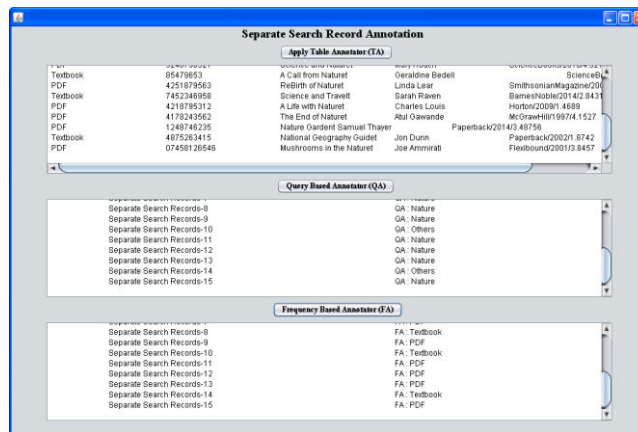 Separate Search Record Annotation
Apply Table Annotator (TA)
Textbook 85479653 A Call from Naturet Geraldine Bedell ScienceB
PDF 4251879563 ReBirth of Naturet Linda Lear SmithsonianMagazine/200
Textbook 7452346958 Science and Travelt Sarah Raven BarnesNoble/2014/2.8431
PDF 4218795312 A Life with Naturet Charles Louis Horton/2009/1.4689
PDF 4178243562 The End of Naturet Atul Gawande McGrawHill/1997/4.1527
PDF 1248746235 Nature Gardent Samuel Thayer Paperback/2014/3.48756
Textbook 4875263415 National Geography Guidet Jon Dunn Paperback/2002/1.8742
PDF 07458126546 Mushrooms in the Naturet Joe Ammirati Flexibound/2001/3.8457
Query Based Annotator (QA)
Separate Search Records-8 QA : Nature
Separate Search Records-9 QA : Nature
Separate Search Records-10 QA : Others
Separate Search Records-11 QA : Nature
Separate Search Records-12 QA : Nature
Separate Search Records-13 QA : Nature
Separate Search Records-14 QA : Others
Separate Search Records-15 QA : Nature
Frequency Based Annotator (FA)
Separate Search Records-8 FA : Textbook
Separate Search Records-9 FA : PDF
Separate Search Records-10 FA : Textbook
Separate Search Records-11 FA : PDF
Separate Search Records-12 FA : PDF
Separate Search Records-13 FA : PDF
Separate Search Records-14 FA : Textbook
Separate Search Records-15 FA : PDF